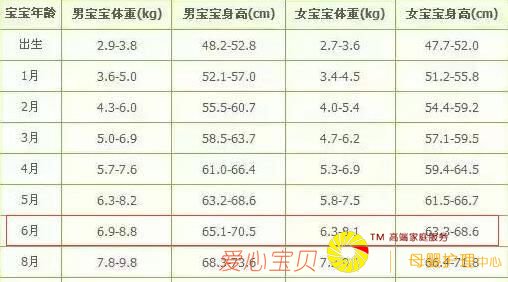 宝宝年龄 男宝宝体重(kg) 男宝宝身高(cm) 女宝宝体重(kg) 女宝宝身高(cm)
出生 2.9-3.8 48.2-52.8 2.7-3.6 47.7-52.0
1月 3.6-5.0 52.1-57.0 3.4-4.5 51.2-55.8
2月 4.3-6.0 55.5-60.7 4.0-5.4 54.4-59.2
3月 5.0-6.9 58.5-63.7 4.7-6.2 57.1-59.5
4月 5.7-7.6 61.0-66.4 5.3-6.9 59.4-64.5
5月 6.3-8.2 63.2-68.6 5.8-7.5 61.5-66.7
6月 6.9-8.8 65.1-70.5 6.3-8.1 63.3-68.6
TM 高端家庭服务
爱心宝贝 母婴护理中心
8月 7.8-9.8 68.3-73.6 66.4-71.8